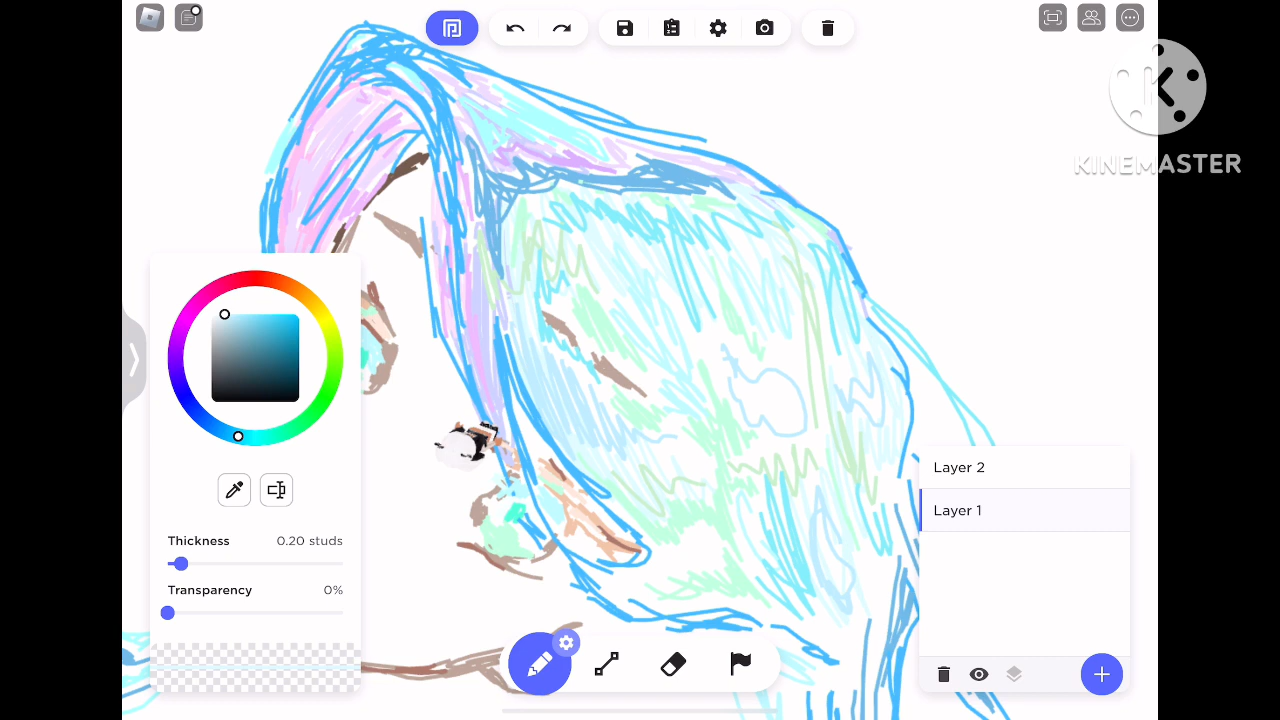 KINEMASTER
Layer 2
Layer 1
Thickness 0.20 studs
Transparency 0%